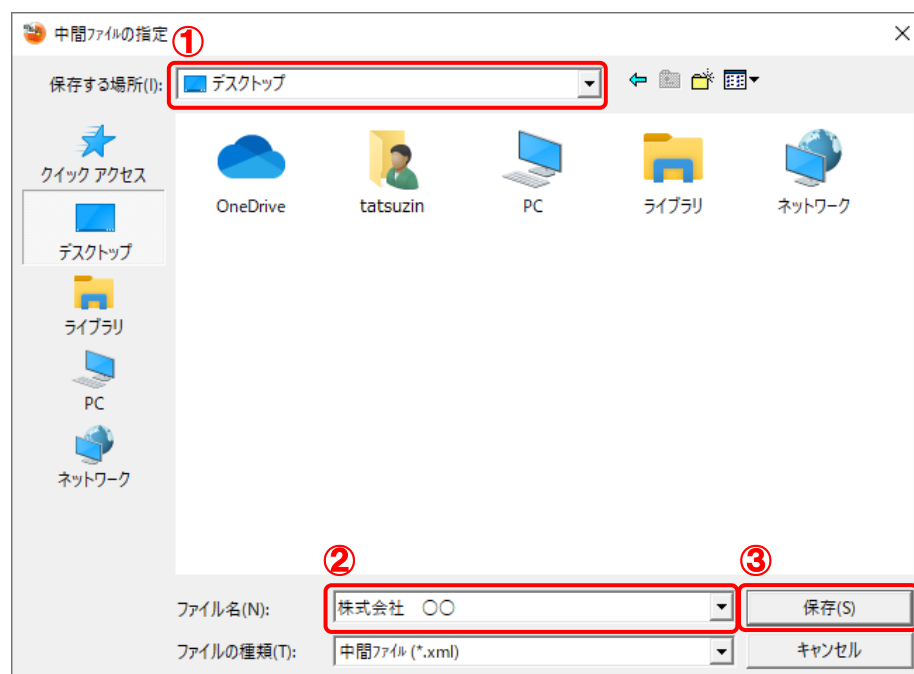 中間ﾌｧｲﾙの指定
①
保存する場所(I):
デスクトップ
クイック アクセス
デスクトップ
ライブラリ
PC
ネットワーク
OneDrive
tatsuzin
PC
ライブラリ
ネットワーク
②
③
ファイル名(N):
株式会社　○○
保存(S)
ファイルの種類(T):
中間ﾌｧｲﾙ (*.xml)
キャンセル